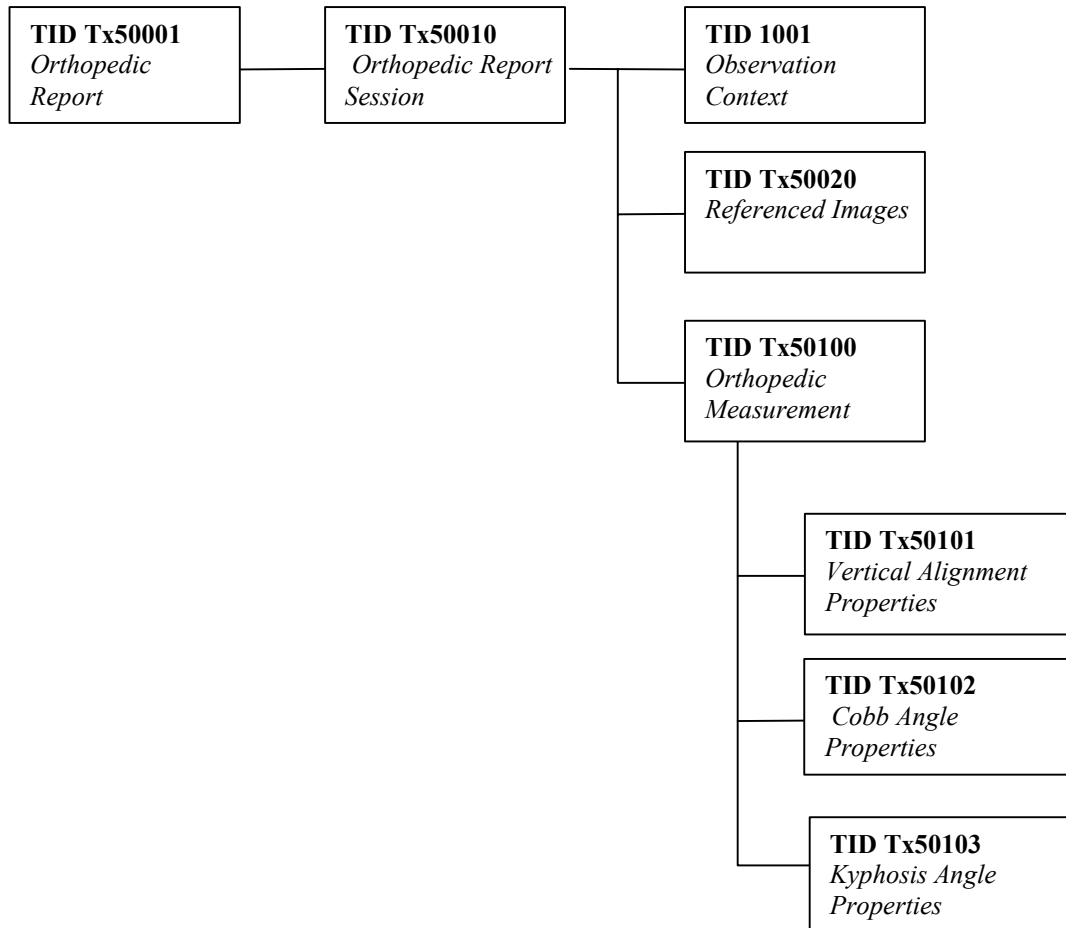 TID Tx50001
Orthopedic
Report
TID Tx50010
Orthopedic Report
Session
TID 1001
Observation
Context
TID Tx50020
Referenced Images
TID Tx50100
Orthopedic
Measurement
TID Tx50101
Vertical Alignment
Properties
TID Tx50102
Cobb Angle
Properties
TID Tx50103
Kyphosis Angle
Properties